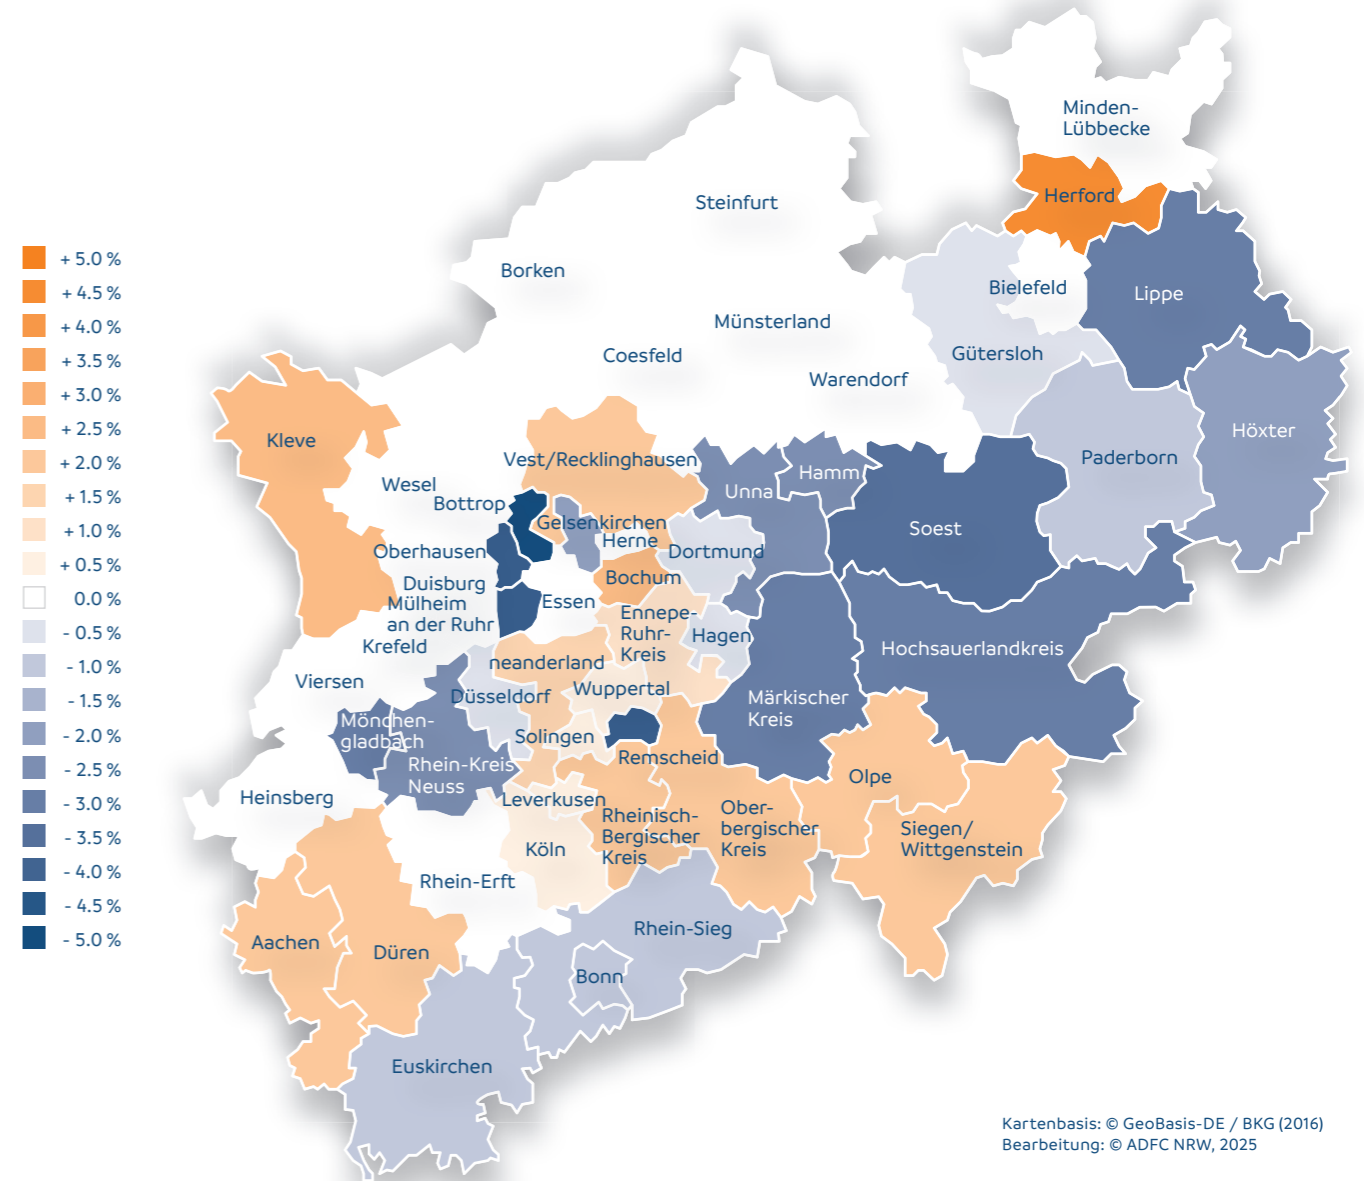 + 5.0 %
+ 4.5 %
+ 4.0 %
+ 3.5 %
+ 3.0 %
+ 2.5 %
+ 2.0 %
+ 1.5 %
+ 1.0 %
+ 0.5 %
0.0 %
- 0.5 %
- 1.0 %
- 1.5 %
- 2.0 %
- 2.5 %
- 3.0 %
- 3.5 %
- 4.0 %
- 4.5 %
- 5.0 %
Minden-
Lübbecke
Herford
Steinfurt
Borken
Bielefeld
Lippe
Münsterland
Coesfeld
Gütersloh
Warendorf
Kleve
Höxter
Vest/Recklinghausen
Paderborn
Hamm
Wesel
Unna
Bottrop
Gelsenkirchen
Soest
Herne
Oberhausen
Dortmund
Bochum
Duisburg
Essen
Mülheim
an der Ruhr
Ennepe-
Ruhr-
Kreis
Hagen
Krefeld
Hochsauerlandkreis
neanderland
Viersen
Wuppertal
Düsseldorf
Märkischer
Kreis
Mönchen-
gladbach
Solingen
Remscheid
Rhein-Kreis
Neuss
Olpe
Heinsberg
Leverkusen
Rheinisch-
Bergischer
Kreis
Ober-
bergischer
Kreis
Siegen/
Wittgenstein
Köln
Rhein-Erft
Rhein-Sieg
Aachen
Düren
Bonn
Euskirchen
Kartenbasis: © GeoBasis-DE / BKG (2016)
Bearbeitung: © ADFC NRW, 2025